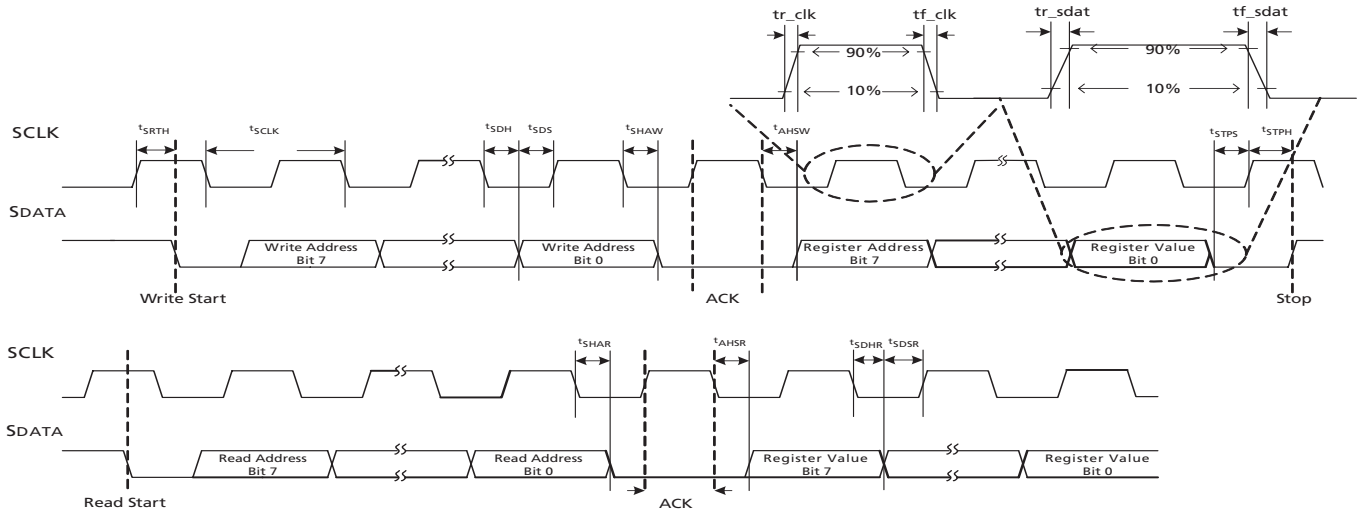 tr_clk tf_clk tr_sdat tf_sdat
90% 90%
10% 10%
SCLK
tSRTH tSCLK tSDH tSDS tSHAW tAHSW tSTPS tSTPH
SDATA
Write Address Bit 7
Write Address Bit 0
Register Address Bit 7
Register Value Bit 0
Write Start ACK Stop
SCLK
tSHAR tAHSR tSDHR tSDSR
SDATA
Read Address Bit 7
Read Address Bit 0
Register Value Bit 7
Register Value Bit 0
Read Start ACK